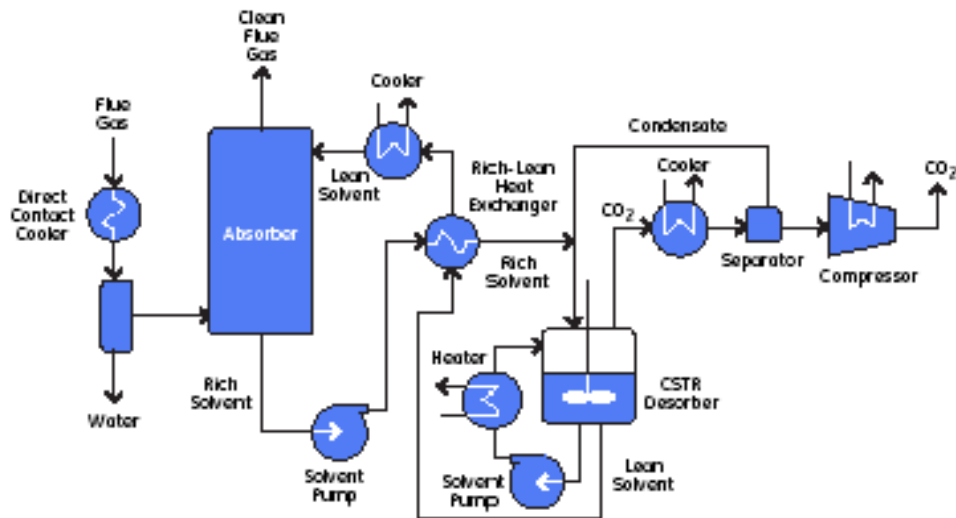 Clean
Flue
Gas
Cooler
Flue
Gas
Condensate
Lean
Solvent
Rich-Lean
Heat
Exchanger
Cooler
CO2
Direct
Contact
Cooler
Absorber
CO2
Rich
Solvent
Separator
Compressor
Heater
Rich
Solvent
CSTR
Desorber
Water
Solvent
Pump
Solvent
Pump
Lean
Solvent